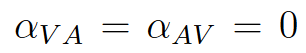 α_{VA} = α_{AV} = 0